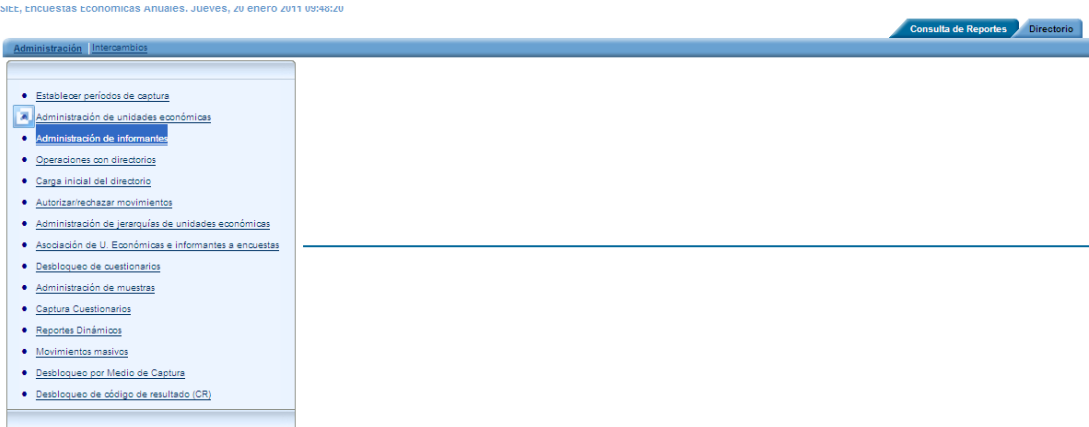 SIEE, Encuestas Económicas Anuales. Jueves, 20 enero 2011 09:48:20
Consulta de Reportes Directorio
Administración Intercambios
Establecer períodos de captura
Administración de unidades económicas
Administración de informantes
Operaciones con directorios
Carga inicial del directorio
Autorizar/rechazar movimientos
Administración de jerarquías de unidades económicas
Asociación de U. Económicas e informantes a encuestas
Desbloqueo de cuestionarios
Administración de muestras
Captura Cuestionarios
Reportes Dinámicos
Movimientos masivos
Desbloqueo por Medio de Captura
Desbloqueo de código de resultado (CR)